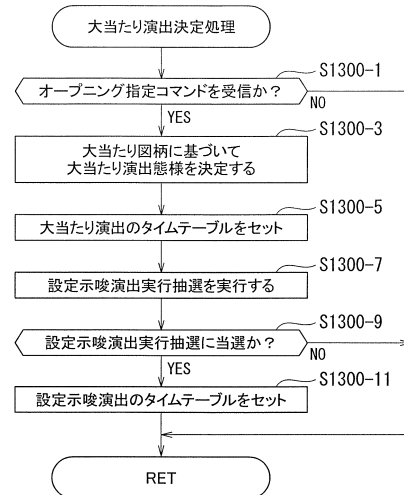 大当たり演出決定処理
S1300-1
オープニング指定コマンドを受信か？
NO
YES
S1300-3
大当たり図柄に基づいて
大当たり演出態様を決定する
S1300-5
大当たり演出のタイムテーブルをセット
S1300-7
設定示唆演出実行抽選を実行する
S1300-9
設定示唆演出実行抽選に当選か？
NO
YES
S1300-11
設定示唆演出のタイムテーブルをセット
RET